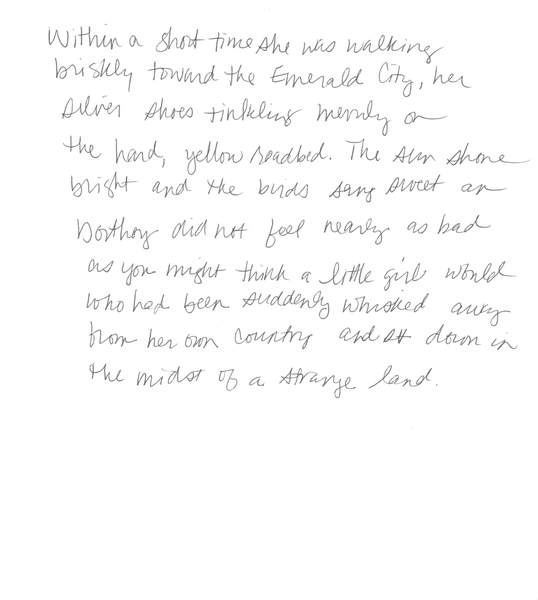 Within a short time she was walking
briskly toward the Emerald City, her
silver shoes tinkling merrily on
the hard, yellow roadbed. The sun shone
bright and the birds sang sweet an
Dorthoy did not feel nearly as bad
as you might think a little girl would
who had been suddenly whisked away
from her own country and set down in
the midst of a strange land.